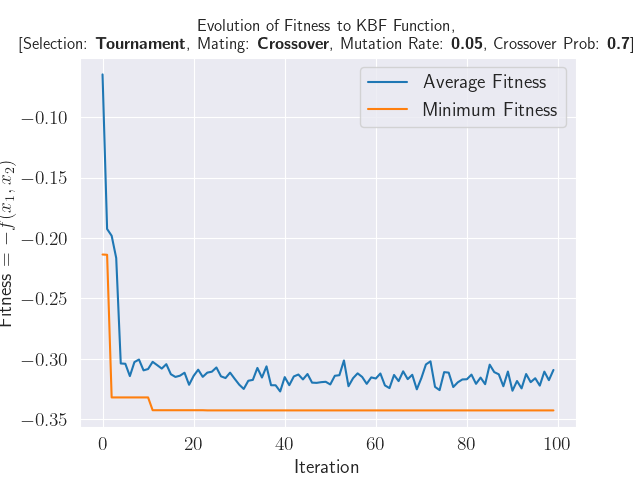 Evolution of Fitness to KBF Function,
[Selection: Tournament, Mating: Crossover, Mutation Rate: 0.05, Crossover Prob: 0.7]
Average Fitness
Minimum Fitness
−0.10
−0.15
−0.20
−0.25
−0.30
−0.35
Fitness = −f(x₁, x₂)
0 20 40 60 80 100
Iteration